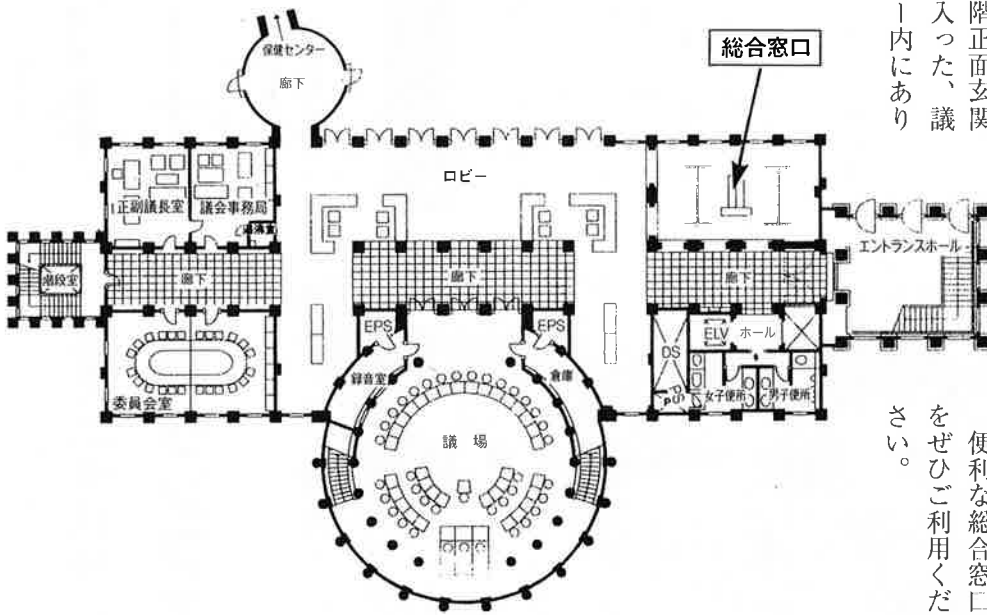 階正面玄関
入った、議
ー内にあり
便利な総合窓口
をぜひご利用くだ
さい。
総合窓口
保健センター
廊下
ロビー
正副議長室
議会事務局
湯沸室
エントランスホール
階段室
廊下
廊下
廊下
EPS
EPS
ELV
ホール
DS
PS
録音室
倉庫
女子便所
男子便所
委員会室
議場